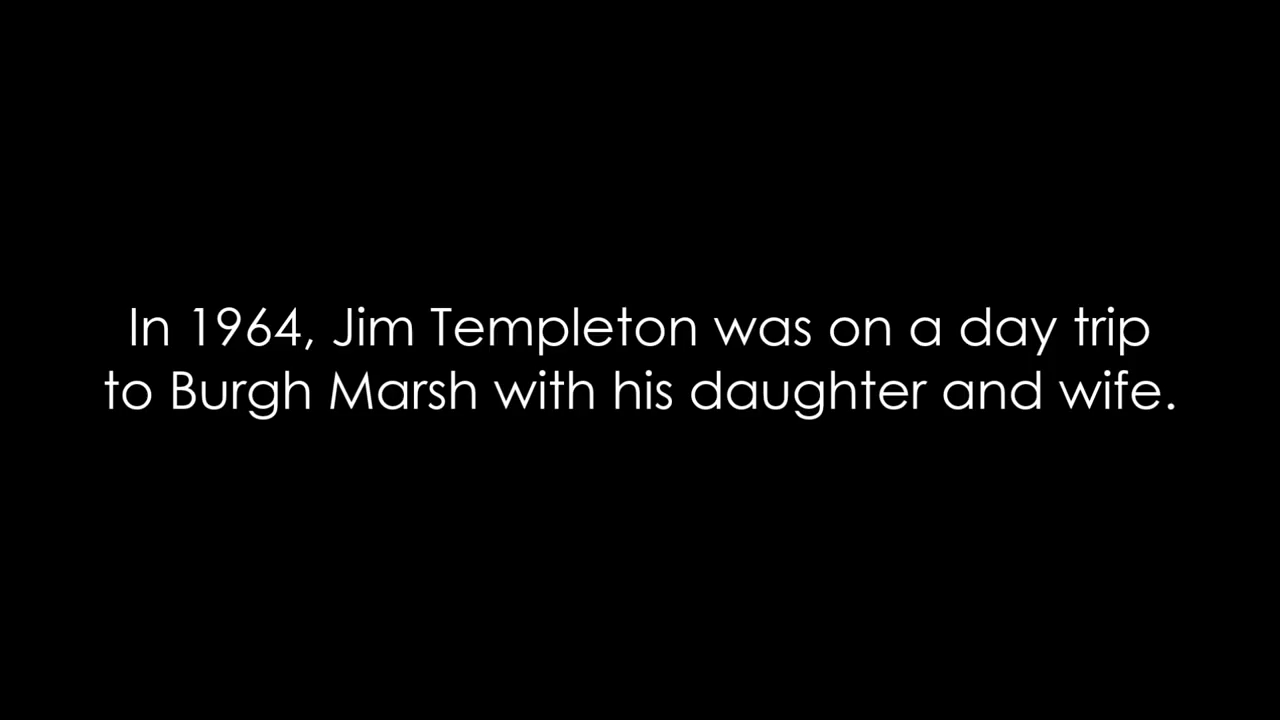 In 1964, Jim Templeton was on a day trip
to Burgh Marsh with his daughter and wife.